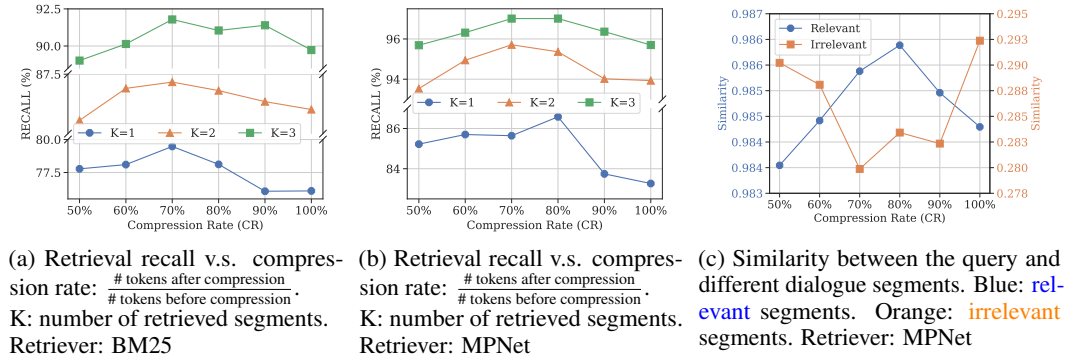 92.5
90.0
87.5
80.0
77.5
RECALL (%)
K=1 K=2 K=3
50% 60% 70% 80% 90% 100%
Compression Rate (CR)
96
94
86
84
RECALL (%)
K=1 K=2 K=3
50% 60% 70% 80% 90% 100%
Compression Rate (CR)
0.987
0.986
0.986
0.985
0.985
0.984
0.984
0.983
Similarity
Relevant
Irrelevant
0.295
0.293
0.290
0.288
0.285
0.283
0.280
0.278
Similarity
50% 60% 70% 80% 90% 100%
Compression Rate (CR)
(a) Retrieval recall v.s. compres-
sion rate: # tokens after compression / # tokens before compression.
K: number of retrieved segments.
Retriever: BM25
(b) Retrieval recall v.s. compres-
sion rate: # tokens after compression / # tokens before compression.
K: number of retrieved segments.
Retriever: MPNet
(c) Similarity between the query and
different dialogue segments. Blue: rel-
evant segments. Orange: irrelevant
segments. Retriever: MPNet